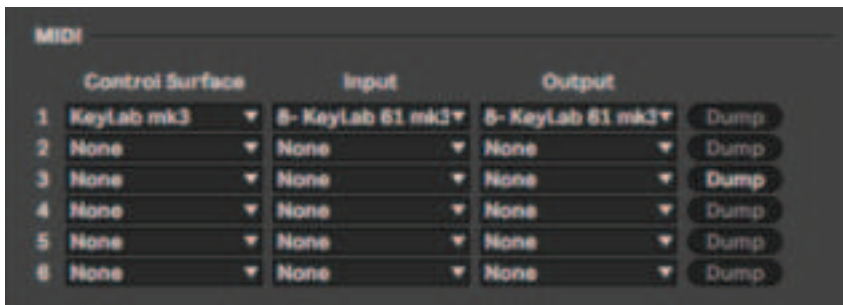 MIDI
Control Surface Input Output
1 KeyLab mk3 8- KeyLab 61 mk3 8- KeyLab 61 mk3 Dump
2 None None None Dump
3 None None None Dump
4 None None None Dump
5 None None None Dump
6 None None None Dump